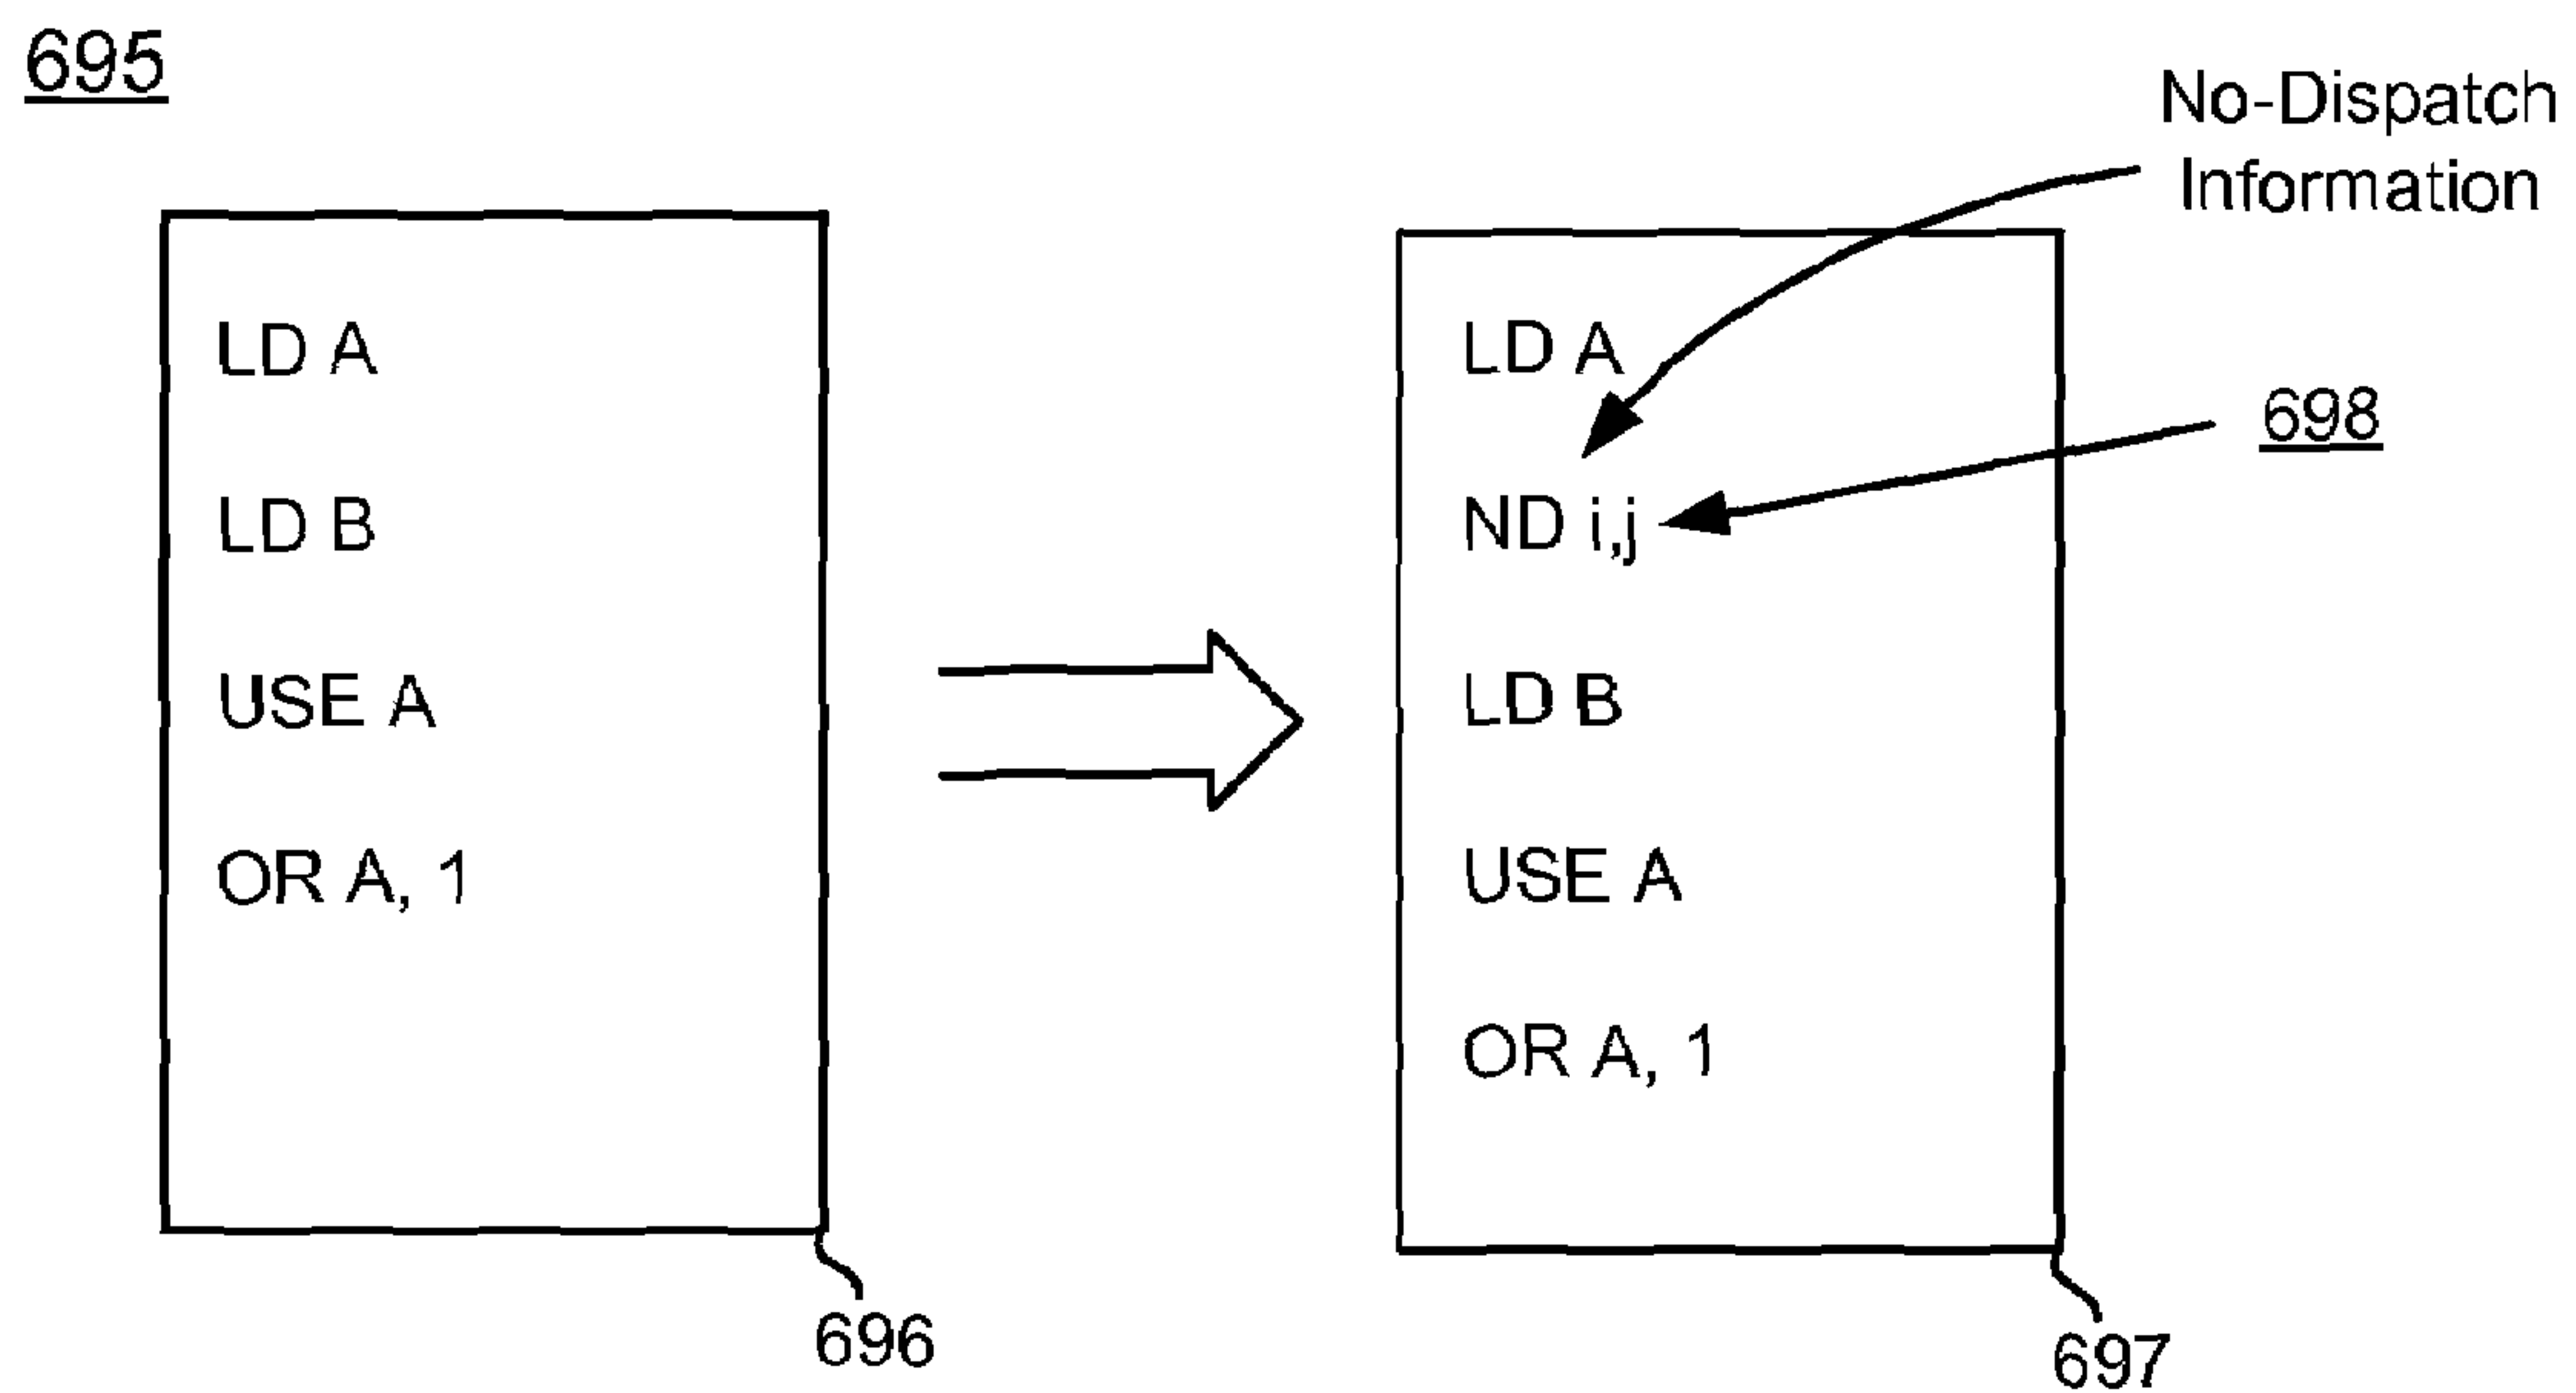 695
No-Dispatch
Information
LD A
LD B
USE A
OR A, 1
696
LD A
ND i,j
LD B
USE A
OR A, 1
698
697